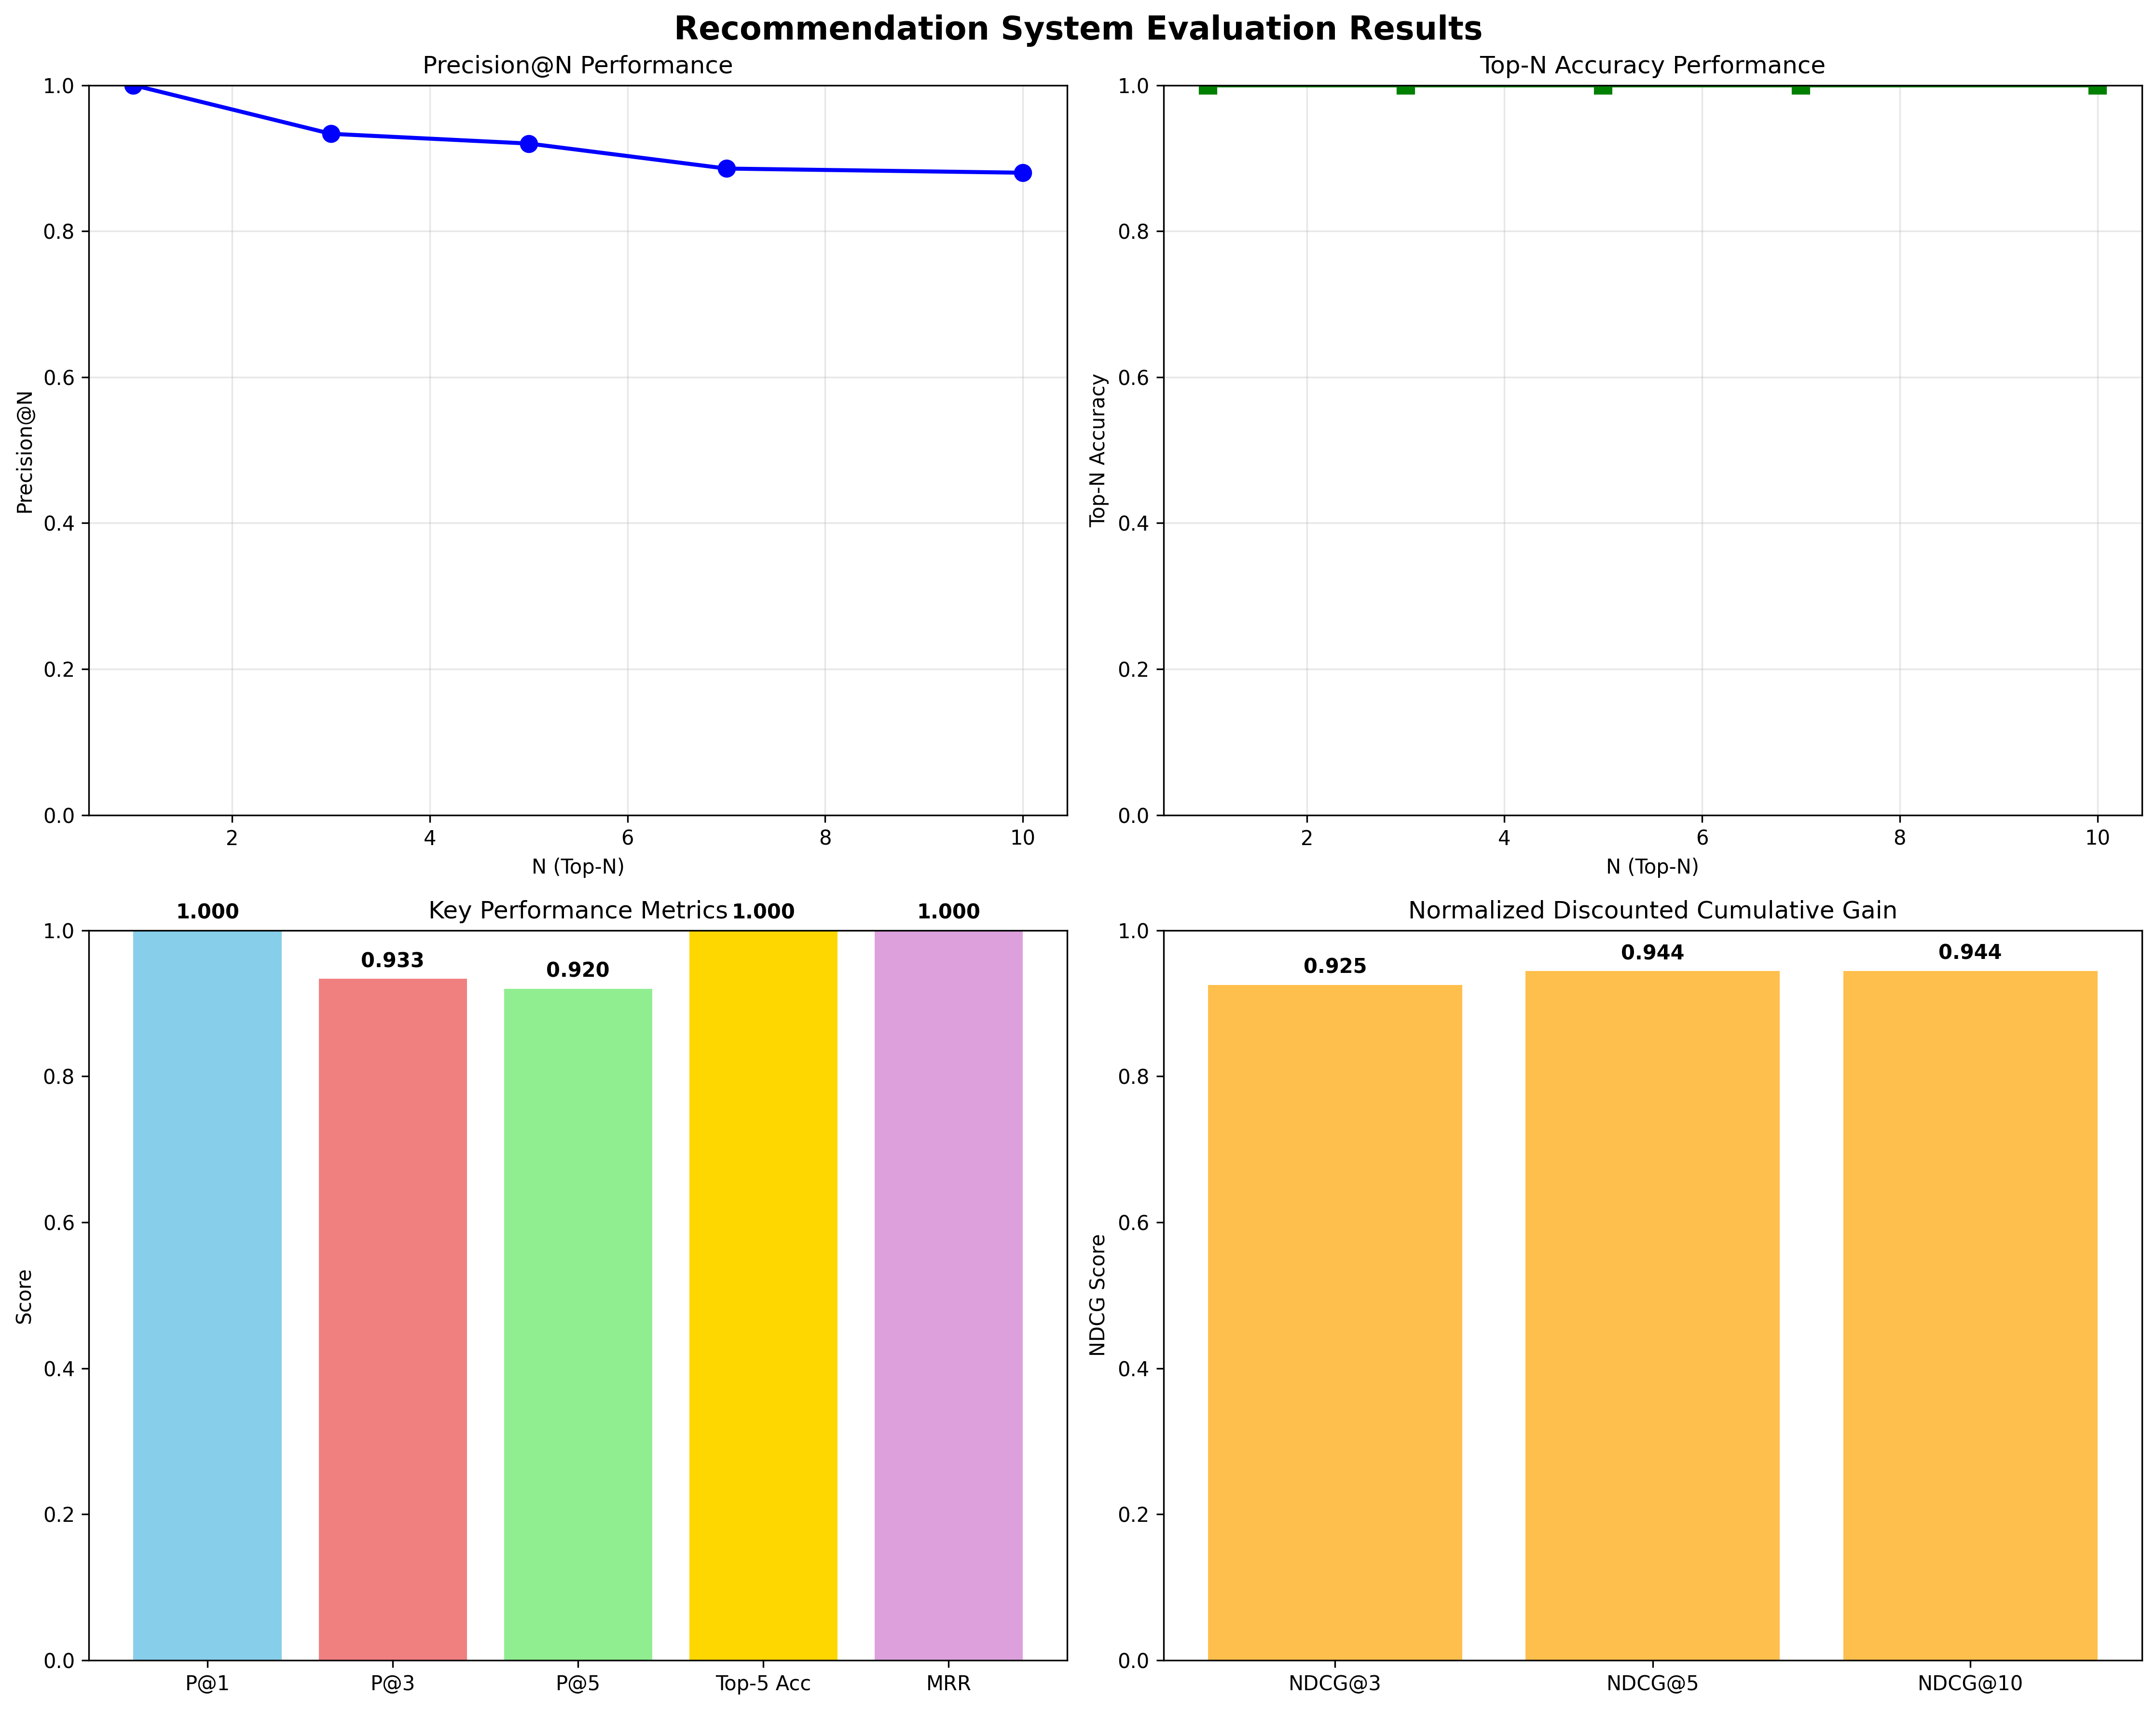 Recommendation System Evaluation Results
Precision@N Performance
Precision@N
1.0
0.8
0.6
0.4
0.2
0.0
2 4 6 8 10
N (Top-N)
Top-N Accuracy Performance
Top-N Accuracy
1.0
0.8
0.6
0.4
0.2
0.0
2 4 6 8 10
N (Top-N)
Key Performance Metrics
Score
1.0
0.8
0.6
0.4
0.2
0.0
1.000
0.933
0.920
1.000
1.000
P@1 P@3 P@5 Top-5 Acc MRR
Normalized Discounted Cumulative Gain
NDCG Score
1.0
0.8
0.6
0.4
0.2
0.0
0.925
0.944
0.944
NDCG@3 NDCG@5 NDCG@10